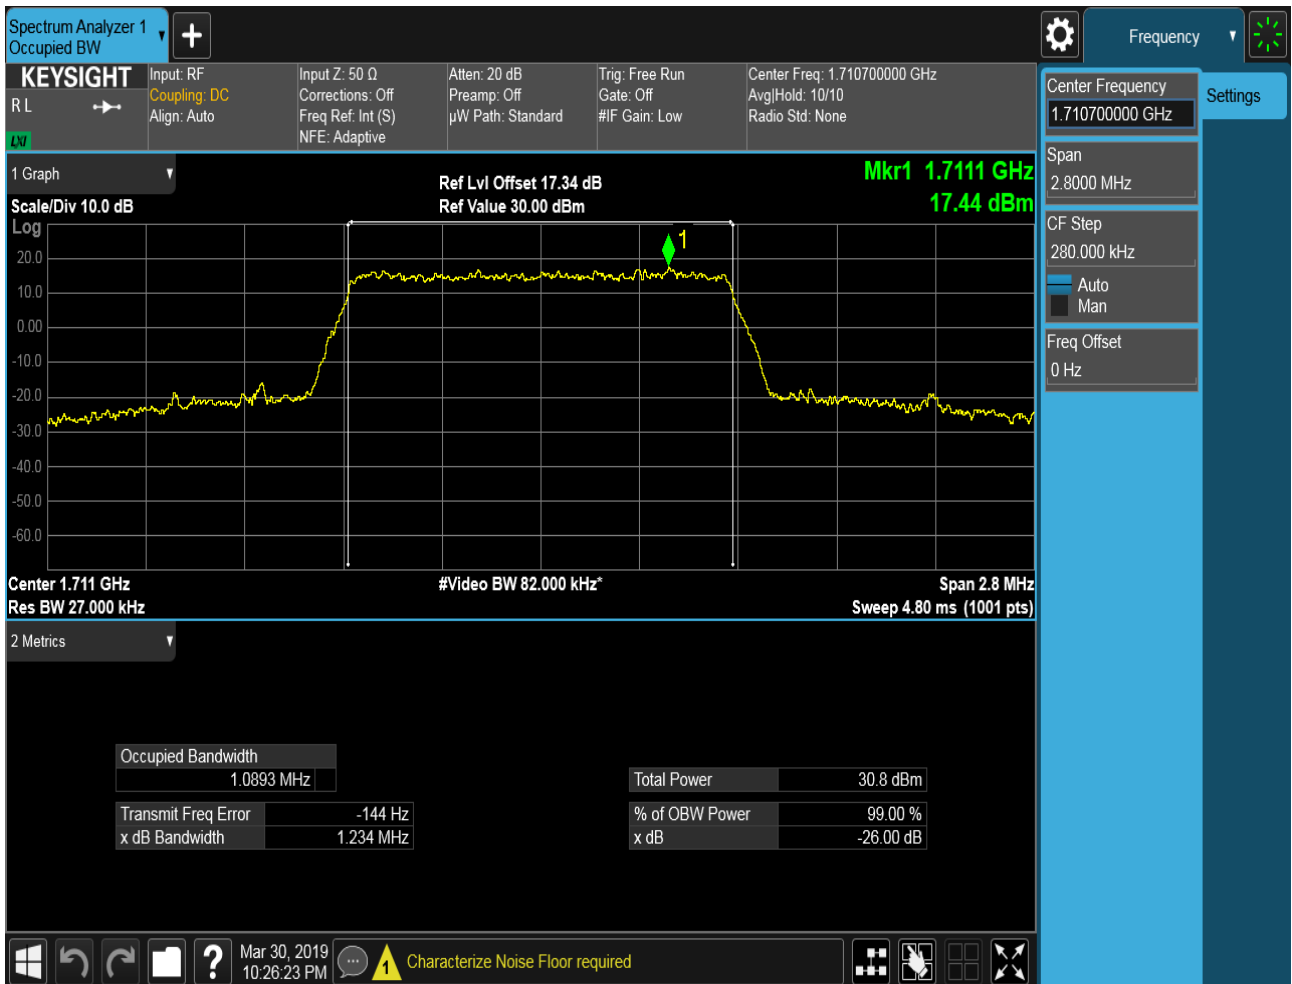 Spectrum Analyzer 1
Occupied BW
Frequency
KEYSIGHT
R L
LXI
Input: RF
Coupling: DC
Align: Auto
Input Z: 50 Ω
Corrections: Off
Freq Ref: Int (S)
NFE: Adaptive
Atten: 20 dB
Preamp: Off
µW Path: Standard
Trig: Free Run
Gate: Off
#IF Gain: Low
Center Freq: 1.710700000 GHz
Avg|Hold: 10/10
Radio Std: None
Center Frequency
1.710700000 GHz
Settings
Span
2.8000 MHz
CF Step
280.000 kHz
Auto
Man
Freq Offset
0 Hz
1 Graph
Scale/Div 10.0 dB
Log
Ref Lvl Offset 17.34 dB
Ref Value 30.00 dBm
Mkr1 1.7111 GHz
17.44 dBm
1
20.0
10.0
0.00
-10.0
-20.0
-30.0
-40.0
-50.0
-60.0
Center 1.711 GHz
Res BW 27.000 kHz
#Video BW 82.000 kHz*
Span 2.8 MHz
Sweep 4.80 ms (1001 pts)
2 Metrics
Occupied Bandwidth
1.0893 MHz
Transmit Freq Error -144 Hz
x dB Bandwidth 1.234 MHz
Total Power 30.8 dBm
% of OBW Power 99.00 %
x dB -26.00 dB
?
Mar 30, 2019
10:26:23 PM
1
Characterize Noise Floor required